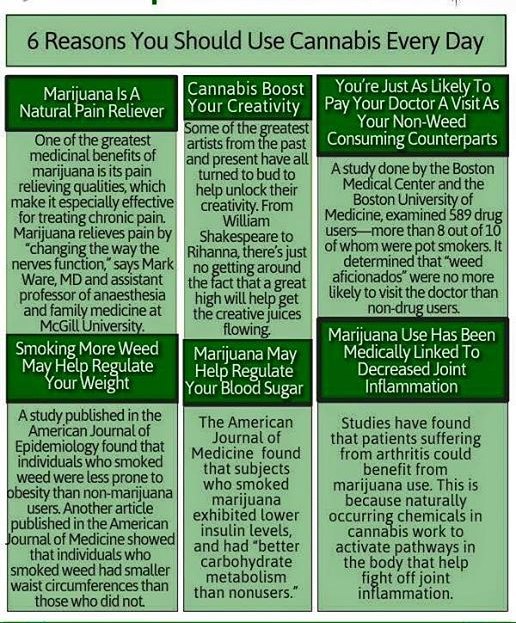 6 Reasons You Should Use Cannabis Every Day
Marijuana Is A
Natural Pain Reliever
One of the greatest
medicinal benefits of
marijuana is its pain
relieving qualities, which
make it especially effective
for treating chronic pain.
Marijuana relieves pain by
“changing the way the
nerves function,” says Mark
Ware, MD and assistant
professor of anaesthesia
and family medicine at
McGill University.
Cannabis Boost
Your Creativity
Some of the greatest
artists from the past
and present have all
turned to bud to
help unlock their
creativity. From
William
Shakespeare to
Rihanna, there’s just
no getting around
the fact that a great
high will help get
the creative juices
flowing.
You’re Just As Likely To
Pay Your Doctor A Visit As
Your Non-Weed
Consuming Counterparts
A study done by the Boston
Medical Center and the
Boston University of
Medicine, examined 589 drug
users—more than 8 out of 10
of whom were pot smokers. It
determined that “weed
aficionados” were no more
likely to visit the doctor than
non-drug users.
Smoking More Weed
May Help Regulate
Your Weight
A study published in the
American Journal of
Epidemiology found that
individuals who smoked
weed were less prone to
obesity than non-marijuana
users. Another article
published in the American
Journal of Medicine showed
that individuals who
smoked weed had smaller
waist circumferences than
those who did not.
Marijuana May
Help Regulate
Your Blood Sugar
The American
Journal of
Medicine found
that subjects
who smoked
marijuana
exhibited lower
insulin levels,
and had “better
carbohydrate
metabolism
than nonusers.”
Marijuana Use Has Been
Medically Linked To
Decreased Joint
Inflammation
Studies have found
that patients suffering
from arthritis could
benefit from
marijuana use. This is
because naturally
occurring chemicals in
cannabis work to
activate pathways in
the body that help
fight off joint
inflammation.